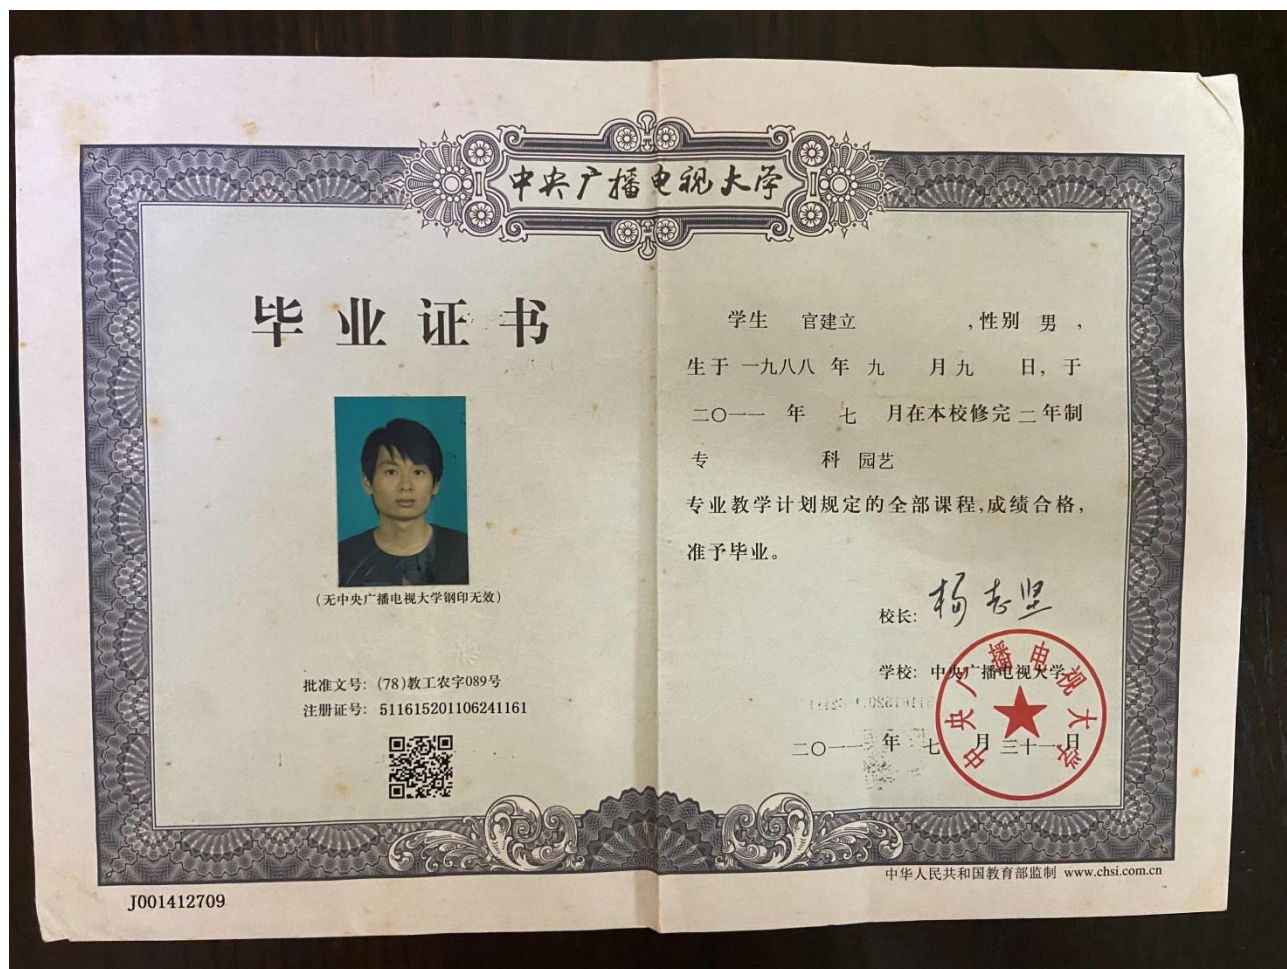 中央广播电视大学
毕业证书
(无中央广播电视大学钢印无效)
批准文号: (78)教工农字089号
注册证号: 511615201106241161
J001412709
学生 官建立 ,性别 男 ,
生于 一九八八 年 九 月 九 日, 于
二〇一一 年 七 月在本校修完 二 年制
专 科 园艺
专业教学计划规定的全部课程,成绩合格,
准予毕业。
校长: 杨志坚
学校: 中央广播电视大学
二〇一一 年 七 月 三十一 日
中央广播电视大学
中华人民共和国教育部监制 www.chsi.com.cn